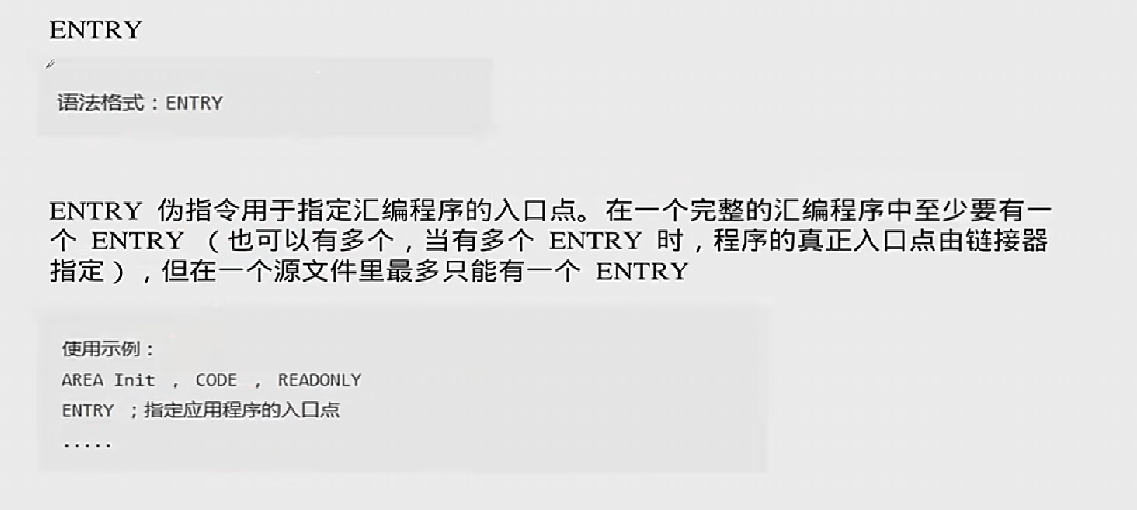 ENTRY
语法格式：ENTRY
ENTRY 伪指令用于指定汇编程序的入口点。在一个完整的汇编程序中至少要有一
个 ENTRY （也可以有多个，当有多个 ENTRY 时，程序的真正入口点由链接器
指定），但在一个源文件里最多只能有一个 ENTRY
使用示例：
AREA Init ， CODE ， READONLY
ENTRY ；指定应用程序的入口点
.....